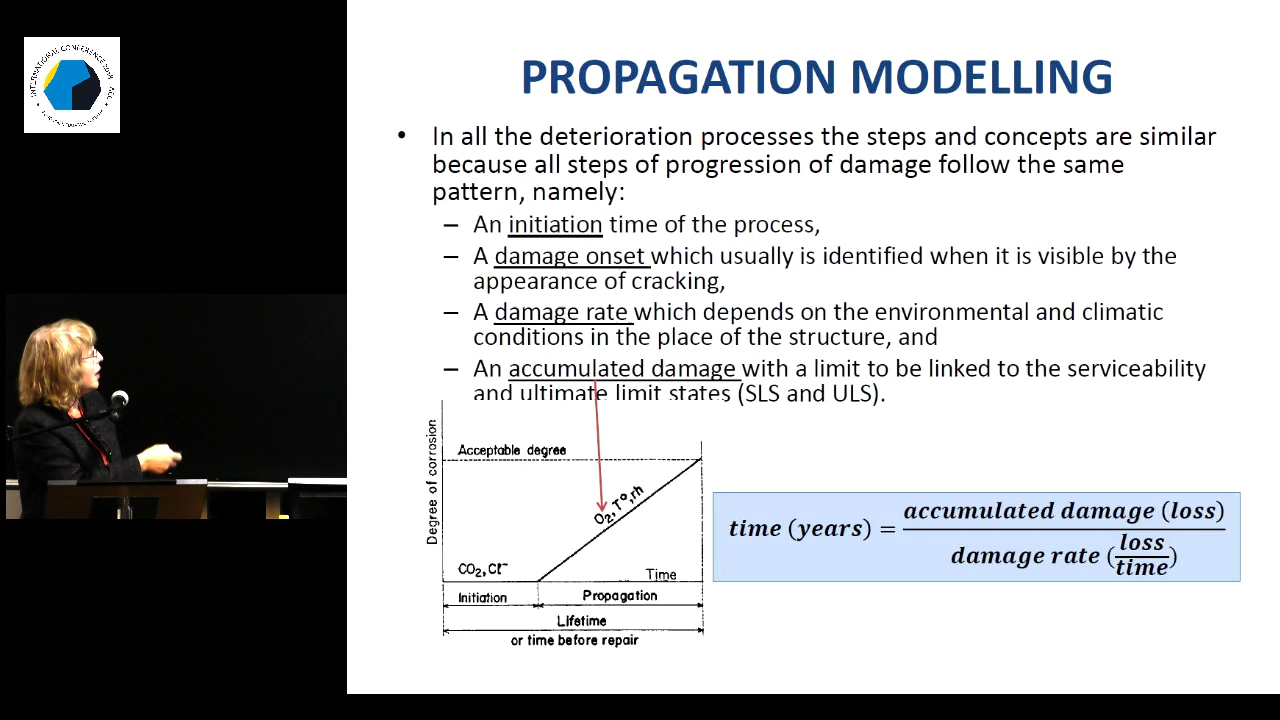 INTERNATIONAL CONFERENCE
PROPAGATION MODELLING
• In all the deterioration processes the steps and concepts are similar
because all steps of progression of damage follow the same
pattern, namely:
– An initiation time of the process,
– A damage onset which usually is identified when it is visible by the
appearance of cracking,
– A damage rate which depends on the environmental and climatic
conditions in the place of the structure, and
– An accumulated damage with a limit to be linked to the serviceability
and ultimate limit states (SLS and ULS).
Degree of corrosion
Acceptable degree
O₂,T°,rh
CO₂,Cl⁻
Time
Initiation
Propagation
Lifetime
or time before repair
time (years) = accumulated damage (loss)
damage rate (loss/time)